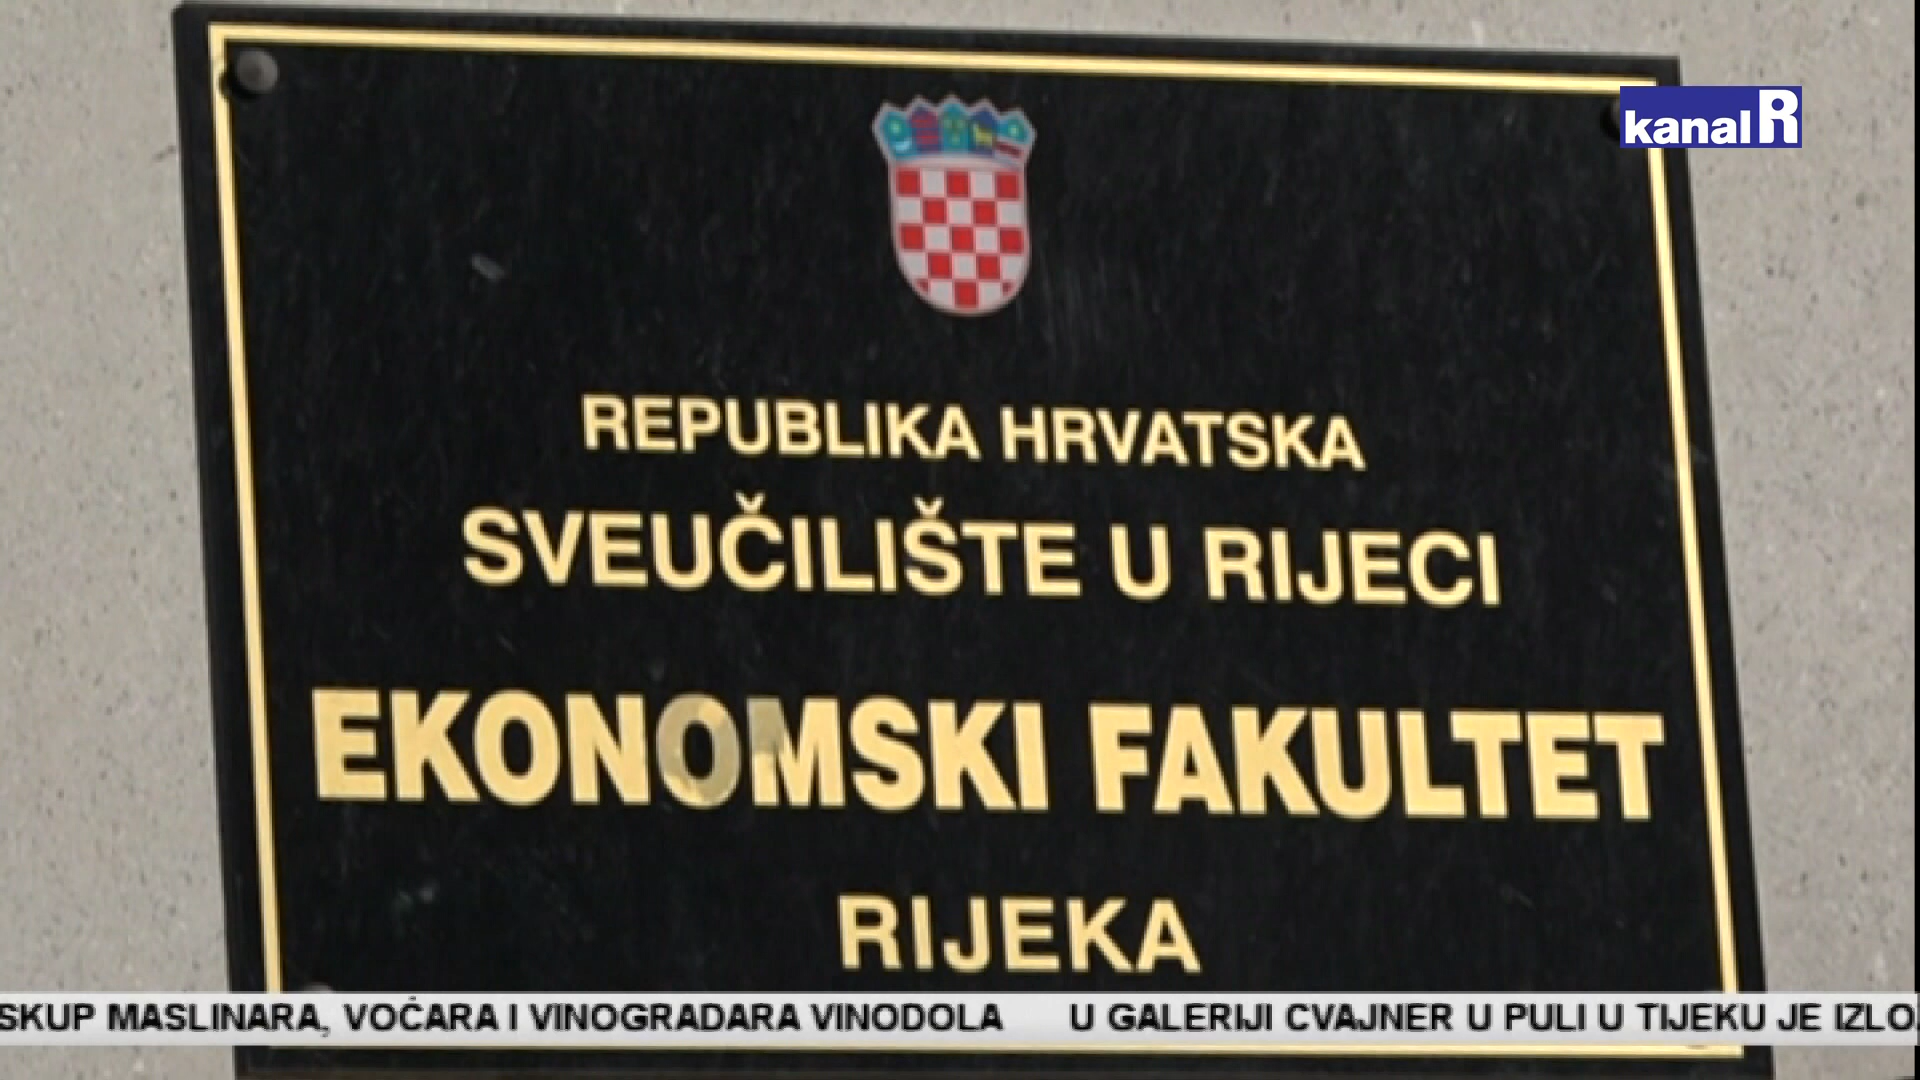 kanal R
REPUBLIKA HRVATSKA
SVEUČILIŠTE U RIJECI
EKONOMSKI FAKULTET
RIJEKA
SKUP MASLINARA, VOĆARA I VINOGRADARA VINODOLA U GALERIJI CVAJNER U PULI U TIJEKU JE